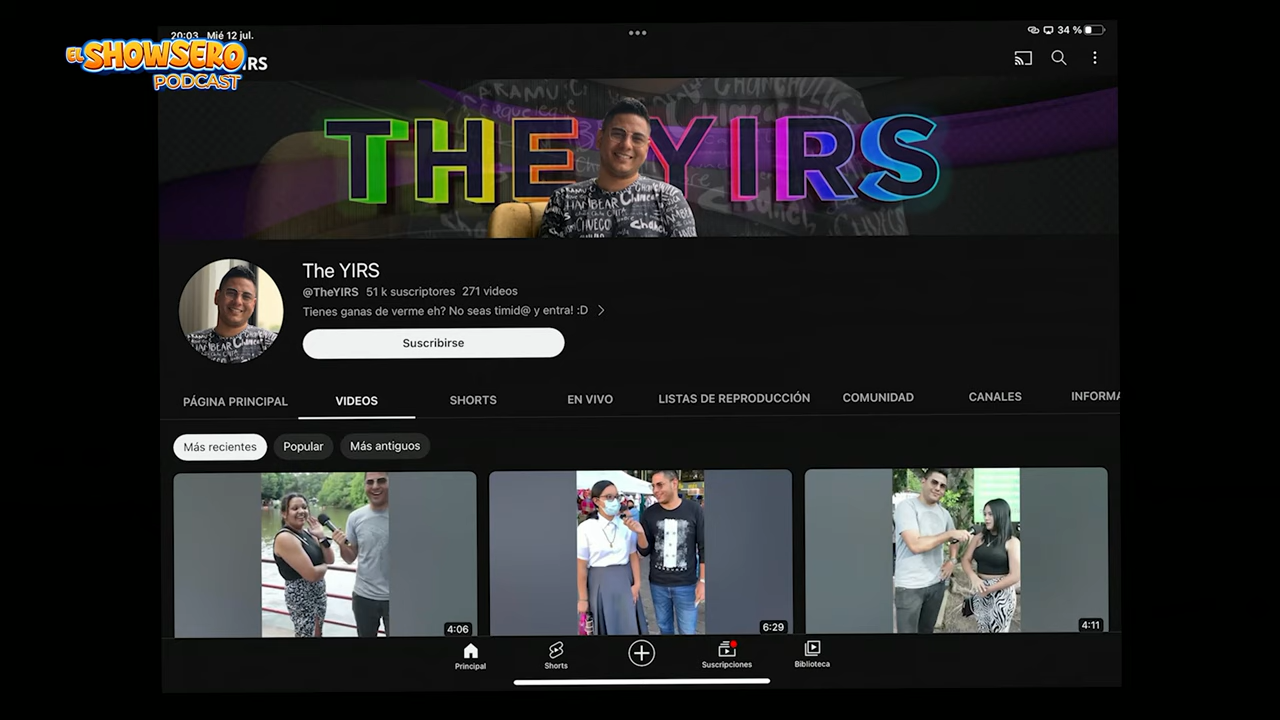 20:03 Mié 12 jul.
34 %
EL SHOWSERO
PODCAST
IRS
THE YIRS
The YIRS
@TheYIRS 51 k suscriptores 271 videos
Tienes ganas de verme eh? No seas timid@ y entra! :D
Suscribirse
PÁGINA PRINCIPAL VIDEOS SHORTS EN VIVO LISTAS DE REPRODUCCIÓN COMUNIDAD CANALES INFORMA
Más recientes Popular Más antiguos
4:06 6:29 4:11
Principal Shorts Suscripciones Biblioteca